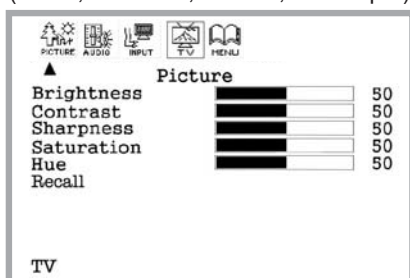 PICTURE AUDIO INPUT TV MENU
Picture
Brightness 50
Contrast 50
Sharpness 50
Saturation 50
Hue 50
Recall
TV